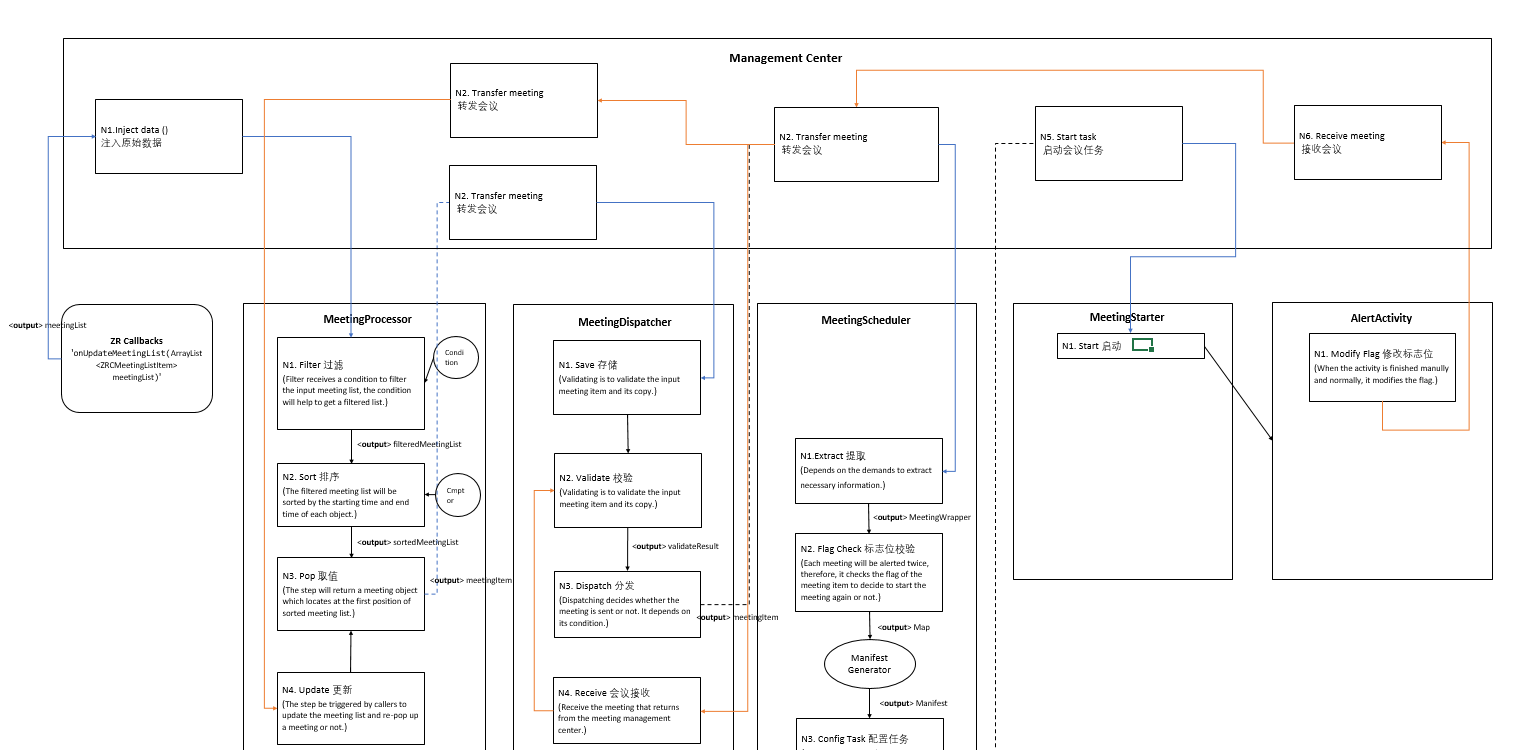 Management Center
N1.Inject data ()
注入原始数据
N2. Transfer meeting
转发会议
N2. Transfer meeting
转发会议
N2. Transfer meeting
转发会议
N5. Start task
启动会议任务
N6. Receive meeting
接收会议
<output> meetingList
ZR Callbacks
'onUpdateMeetingList(ArrayList
<ZRCMeetingListItem>
meetingList)'
MeetingProcessor
N1. Filter 过滤
(Filter receives a condition to filter
the input meeting list, the condition
will help to get a filtered list.)
Condi
tion
<output> filteredMeetingList
N2. Sort 排序
(The filtered meeting list will be
sorted by the starting time and end
time of each object.)
Cmpt
or
<output> sortedMeetingList
N3. Pop 取值
(The step will return a meeting object
which locates at the first position of
sorted meeting list.)
<output> meetingItem
N4. Update 更新
(The step be triggered by callers to
update the meeting list and re-pop up
a meeting or not.)
MeetingDispatcher
N1. Save 存储
(Validating is to validate the input
meeting item and its copy.)
N2. Validate 校验
(Validating is to validate the input
meeting item and its copy.)
<output> validateResult
N3. Dispatch 分发
(Dispatching decides whether the
meeting is sent or not. It depends on
its condition.)
<output> meetingItem
N4. Receive 会议接收
(Receive the meeting that returns
from the meeting management
center.)
MeetingScheduler
N1.Extract 提取
(Depends on the demands to extract
necessary information.)
<output> MeetingWrapper
N2. Flag Check 标志位校验
(Each meeting will be alerted twice,
therefore, it checks the flag of the
meeting item to decide to start the
meeting again or not.)
<output> Map
Manifest
Generator
<output> Manifest
N3. Config Task 配置任务
MeetingStarter
N1. Start 启动
AlertActivity
N1. Modify Flag 修改标志位
(When the activity is finished manully
and normally, it modifies the flag.)